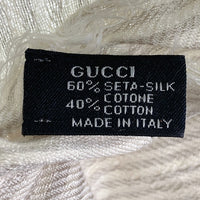 GUCCI
60% SETA-SILK
40% COTONE
COTTON
MADE IN ITALY